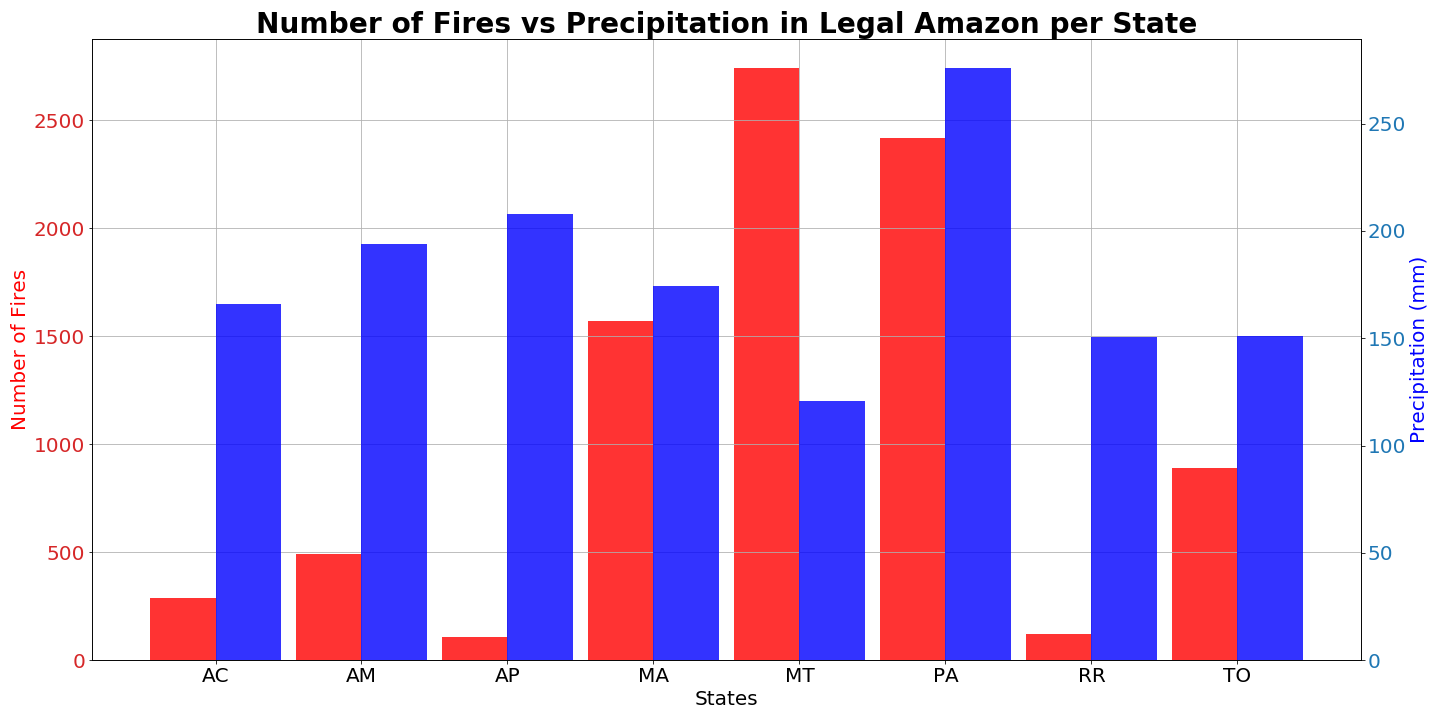 Number of Fires vs Precipitation in Legal Amazon per State
Number of Fires
2500
2000
1500
1000
500
0
250
200
150
100
50
0
Precipitation (mm)
AC AM AP MA MT PA RR TO
States